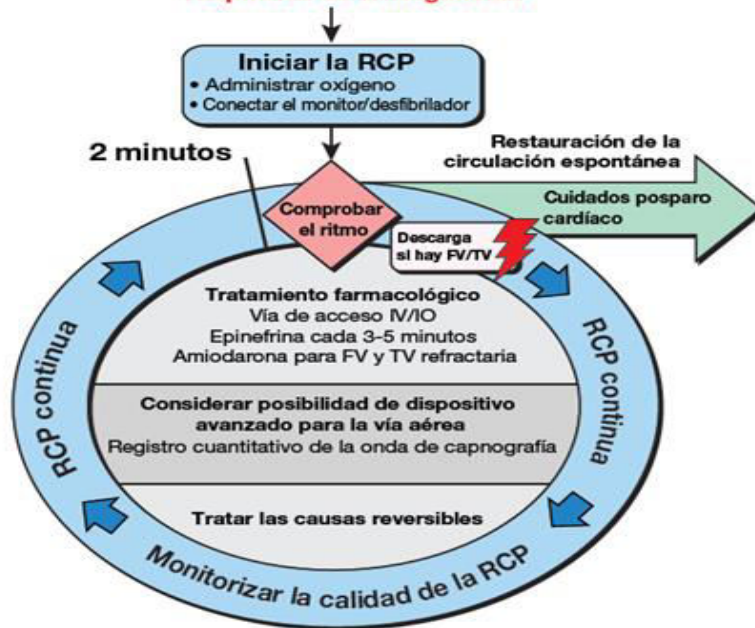 Iniciar la RCP
• Administrar oxígeno
• Conectar el monitor/desfibrilador
2 minutos
Comprobar
el ritmo
Restauración de la
circulación espontánea
Cuidados posparo
cardíaco
Descarga
si hay FV/TV
Tratamiento farmacológico
Vía de acceso IV/IO
Epinefrina cada 3-5 minutos
Amiodarona para FV y TV refractaria
Considerar posibilidad de dispositivo
avanzado para la vía aérea
Registro cuantitativo de la onda de capnografía
Tratar las causas reversibles
RCP continua
RCP continua
Monitorizar la calidad de la RCP